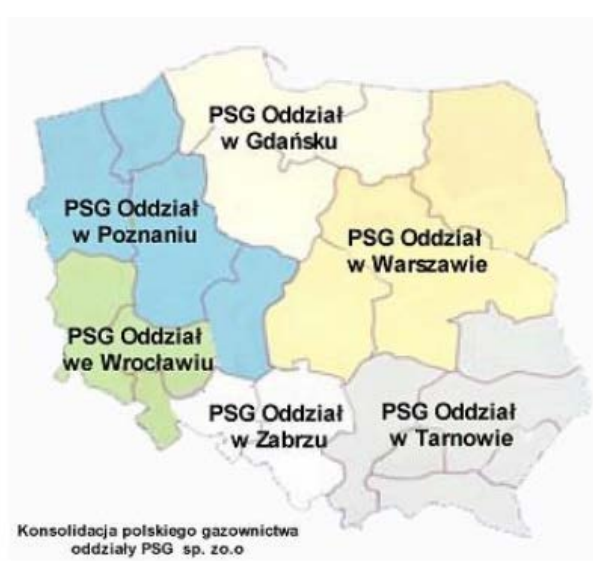 PSG Oddział
w Gdańsku
PSG Oddział
w Poznaniu
PSG Oddział
w Warszawie
PSG Oddział
we Wrocławiu
PSG Oddział
w Zabrzu
PSG Oddział
w Tarnowie
Konsolidacja polskiego gazownictwa
oddziały PSG sp. zo.o